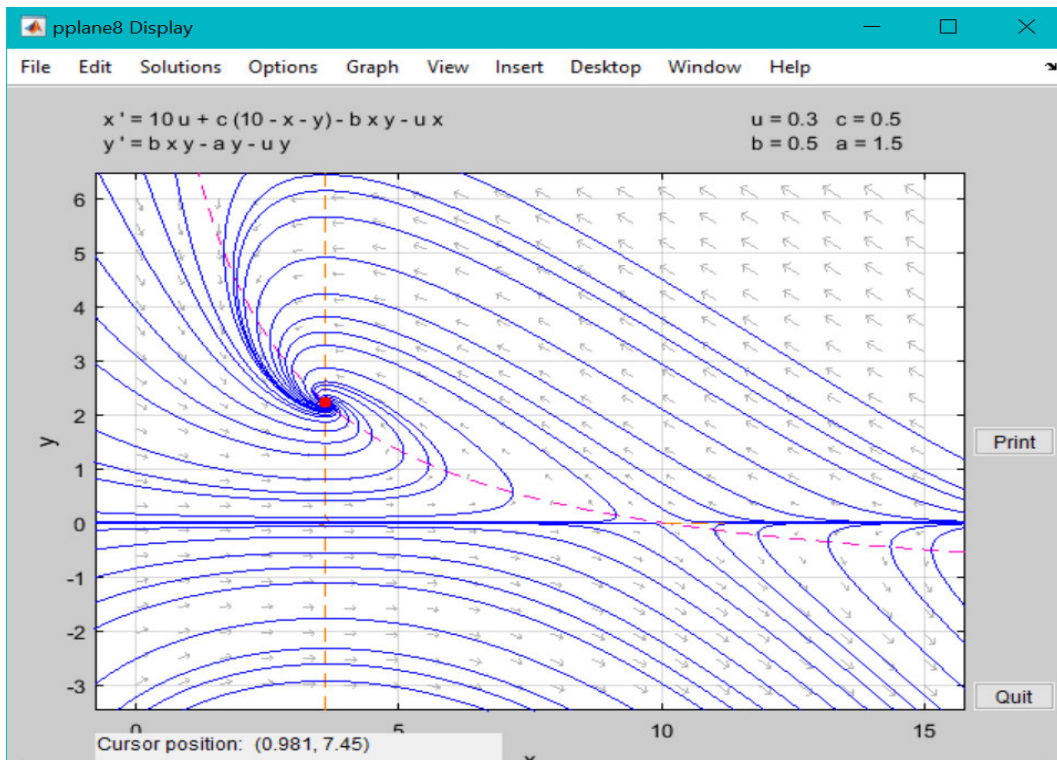 pplane8 Display
File Edit Solutions Options Graph View Insert Desktop Window Help
x ' = 10 u + c (10 - x - y) - b x y - u x
y ' = b x y - a y - u y
u = 0.3 c = 0.5
b = 0.5 a = 1.5
6
5
4
3
2
1
0
-1
-2
-3
y
Print
Quit
0 5 10 15
x
Cursor position: (0.981, 7.45)